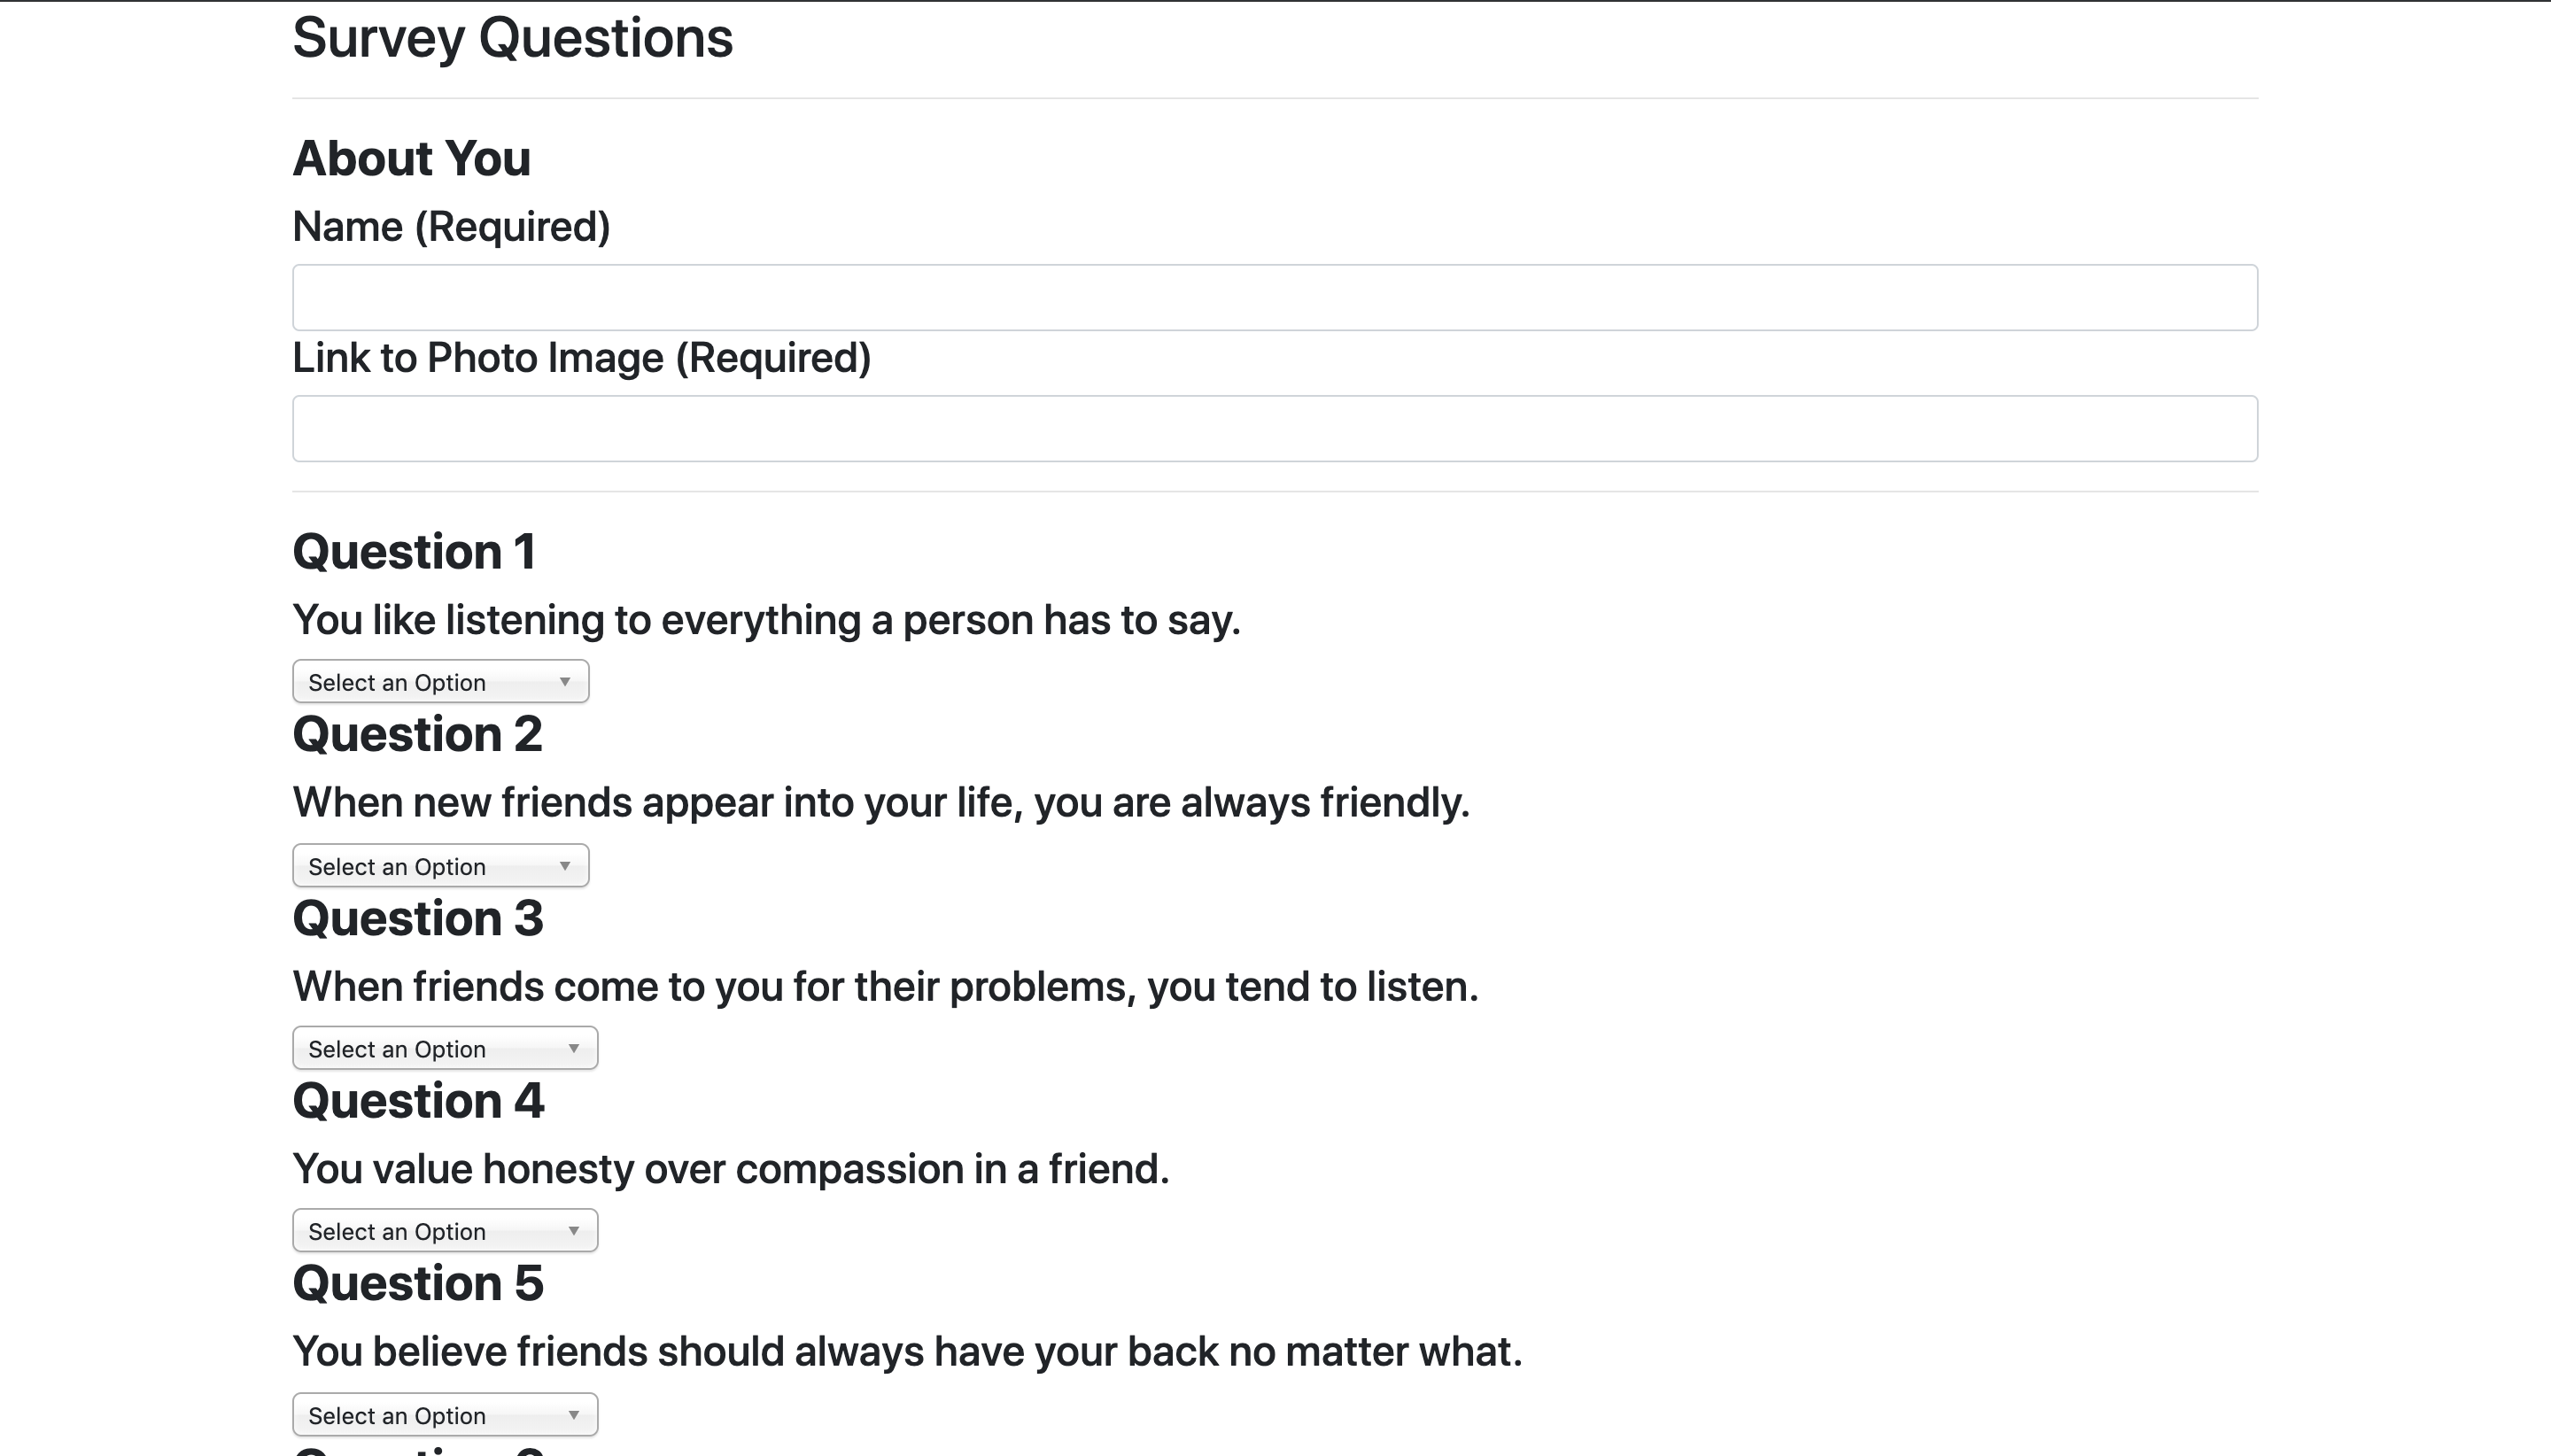 Survey Questions
About You
Name (Required)
Link to Photo Image (Required)
Question 1
You like listening to everything a person has to say.
Select an Option
Question 2
When new friends appear into your life, you are always friendly.
Select an Option
Question 3
When friends come to you for their problems, you tend to listen.
Select an Option
Question 4
You value honesty over compassion in a friend.
Select an Option
Question 5
You believe friends should always have your back no matter what.
Select an Option